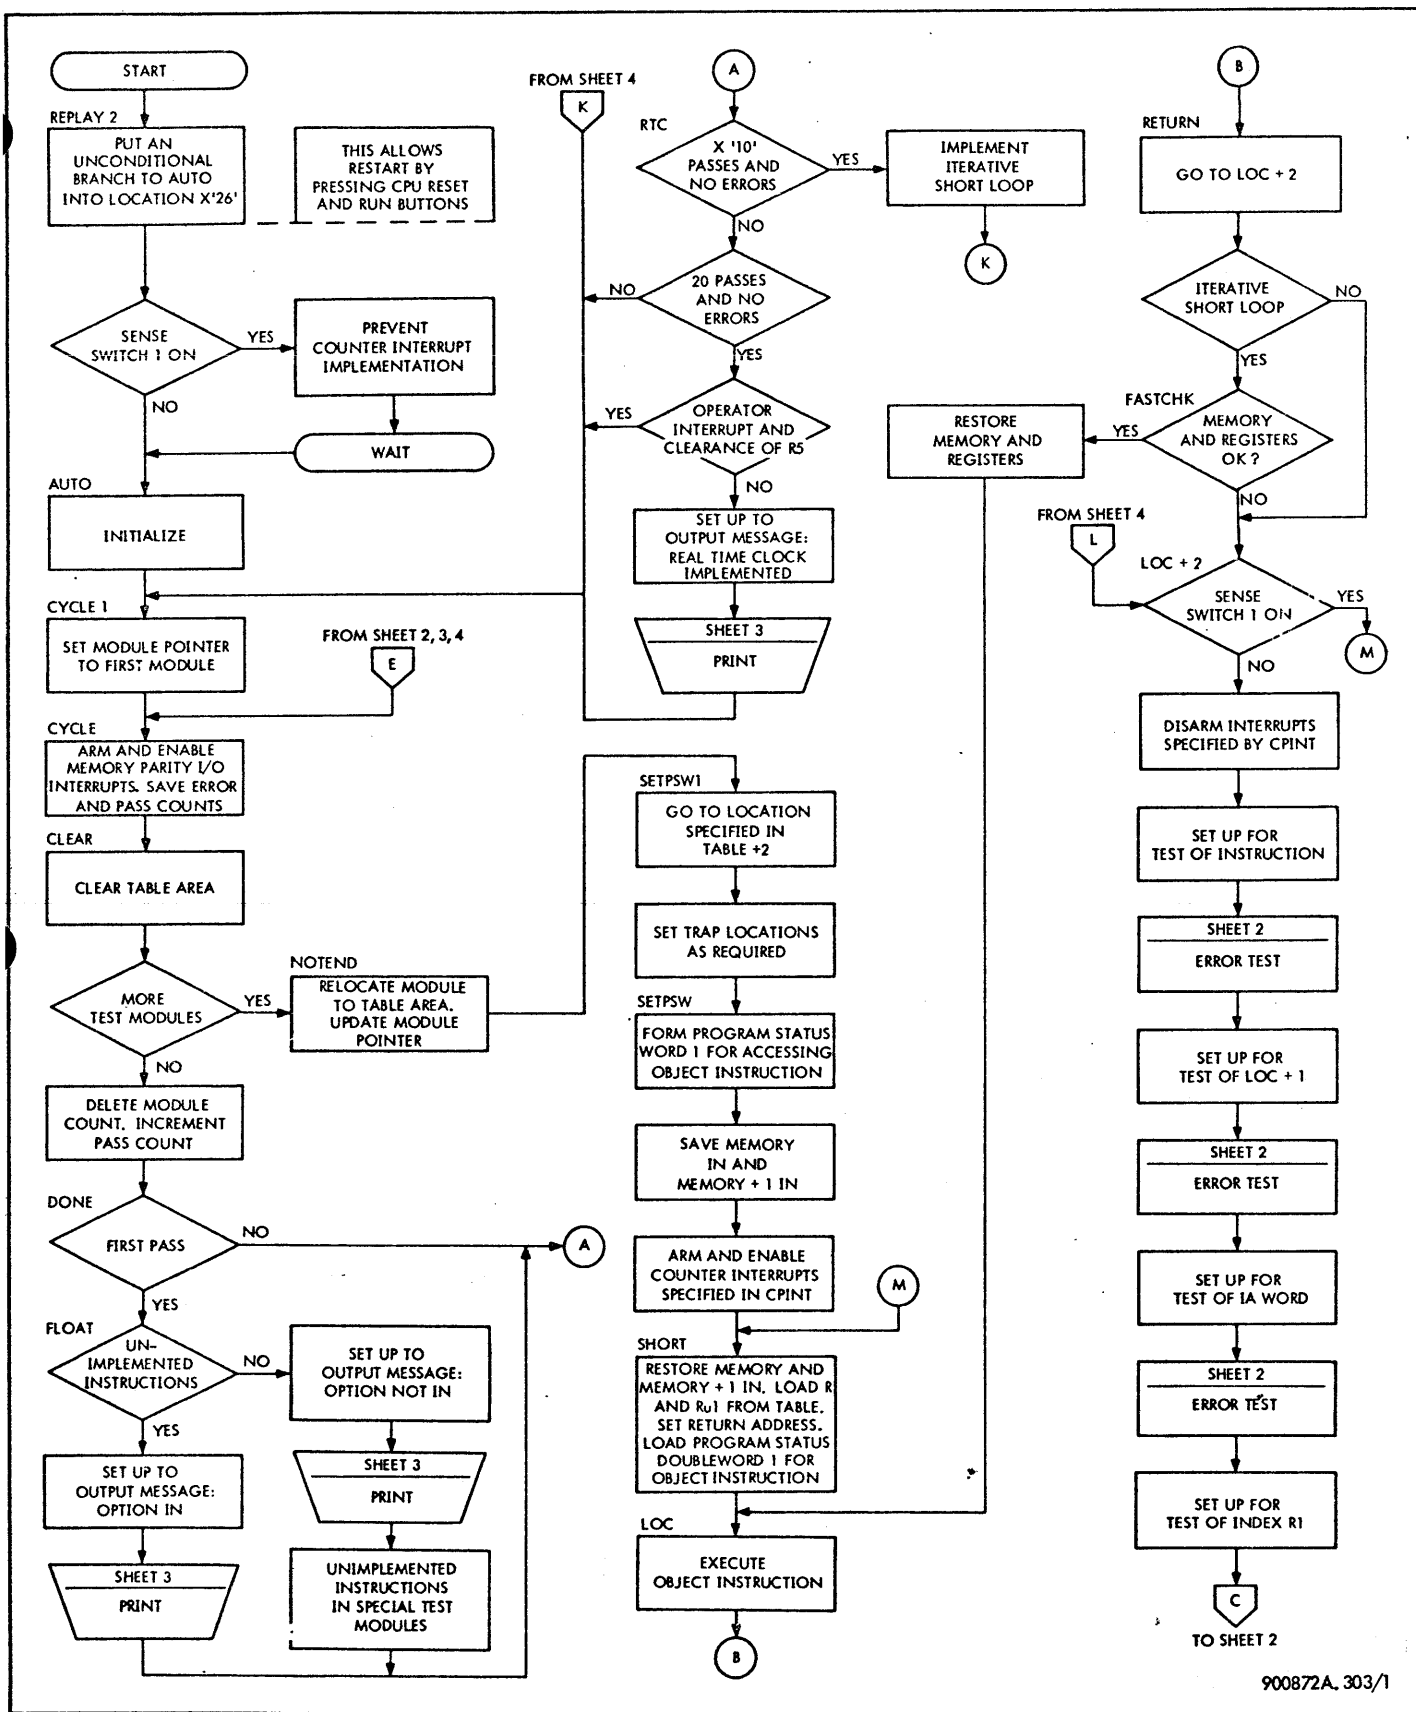 START
REPLAY 2
PUT AN
UNCONDITIONAL
BRANCH TO AUTO
INTO LOCATION X'26'
THIS ALLOWS
RESTART BY
PRESSING CPU RESET
AND RUN BUTTONS
SENSE
SWITCH 1 ON
YES
NO
PREVENT
COUNTER INTERRUPT
IMPLEMENTATION
WAIT
AUTO
INITIALIZE
CYCLE 1
SET MODULE POINTER
TO FIRST MODULE
FROM SHEET 2, 3, 4
E
CYCLE
ARM AND ENABLE
MEMORY PARITY I/O
INTERRUPTS. SAVE ERROR
AND PASS COUNTS
CLEAR
CLEAR TABLE AREA
MORE
TEST MODULES
YES
NO
NOTEND
RELOCATE MODULE
TO TABLE AREA.
UPDATE MODULE
POINTER
DELETE MODULE
COUNT. INCREMENT
PASS COUNT
DONE
FIRST PASS
NO
A
YES
FLOAT
UN-
IMPLEMENTED
INSTRUCTIONS
NO
YES
SET UP TO
OUTPUT MESSAGE:
OPTION NOT IN
SHEET 3
PRINT
UNIMPLEMENTED
INSTRUCTIONS
IN SPECIAL TEST
MODULES
SET UP TO
OUTPUT MESSAGE:
OPTION IN
SHEET 3
PRINT
FROM SHEET 4
K
A
RTC
X '10'
PASSES AND
NO ERRORS
YES
NO
IMPLEMENT
ITERATIVE
SHORT LOOP
K
20 PASSES
AND NO
ERRORS
NO
YES
OPERATOR
INTERRUPT AND
CLEARANCE OF R5
YES
NO
SET UP TO
OUTPUT MESSAGE:
REAL TIME CLOCK
IMPLEMENTED
SHEET 3
PRINT
SETPSW1
GO TO LOCATION
SPECIFIED IN
TABLE +2
SET TRAP LOCATIONS
AS REQUIRED
SETPSW
FORM PROGRAM STATUS
WORD 1 FOR ACCESSING
OBJECT INSTRUCTION
SAVE MEMORY
IN AND
MEMORY + 1 IN
ARM AND ENABLE
COUNTER INTERRUPTS
SPECIFIED IN CPINT
M
SHORT
RESTORE MEMORY AND
MEMORY + 1 IN. LOAD R
AND Ru1 FROM TABLE.
SET RETURN ADDRESS.
LOAD PROGRAM STATUS
DOUBLEWORD 1 FOR
OBJECT INSTRUCTION
LOC
EXECUTE
OBJECT INSTRUCTION
B
B
RETURN
GO TO LOC + 2
ITERATIVE
SHORT LOOP
NO
YES
FASTCHK
MEMORY
AND REGISTERS
OK?
YES
NO
RESTORE
MEMORY AND
REGISTERS
FROM SHEET 4
L
LOC + 2
SENSE
SWITCH 1 ON
YES
M
NO
DISARM INTERRUPTS
SPECIFIED BY CPINT
SET UP FOR
TEST OF INSTRUCTION
SHEET 2
ERROR TEST
SET UP FOR
TEST OF LOC + 1
SHEET 2
ERROR TEST
SET UP FOR
TEST OF IA WORD
SHEET 2
ERROR TEST
SET UP FOR
TEST OF INDEX R1
C
TO SHEET 2
900872A. 303/1